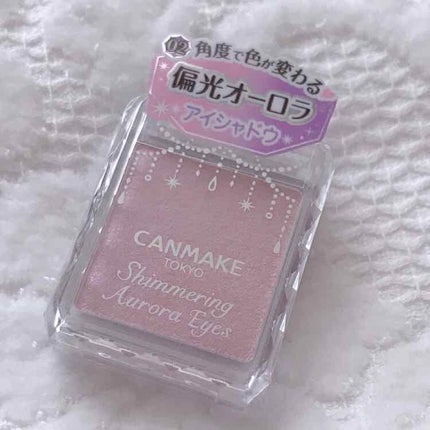 02 角度で色が変わる
偏光オーロラ
アイシャドウ
CANMAKE
TOKYO
Shimmering
Aurora Eyes